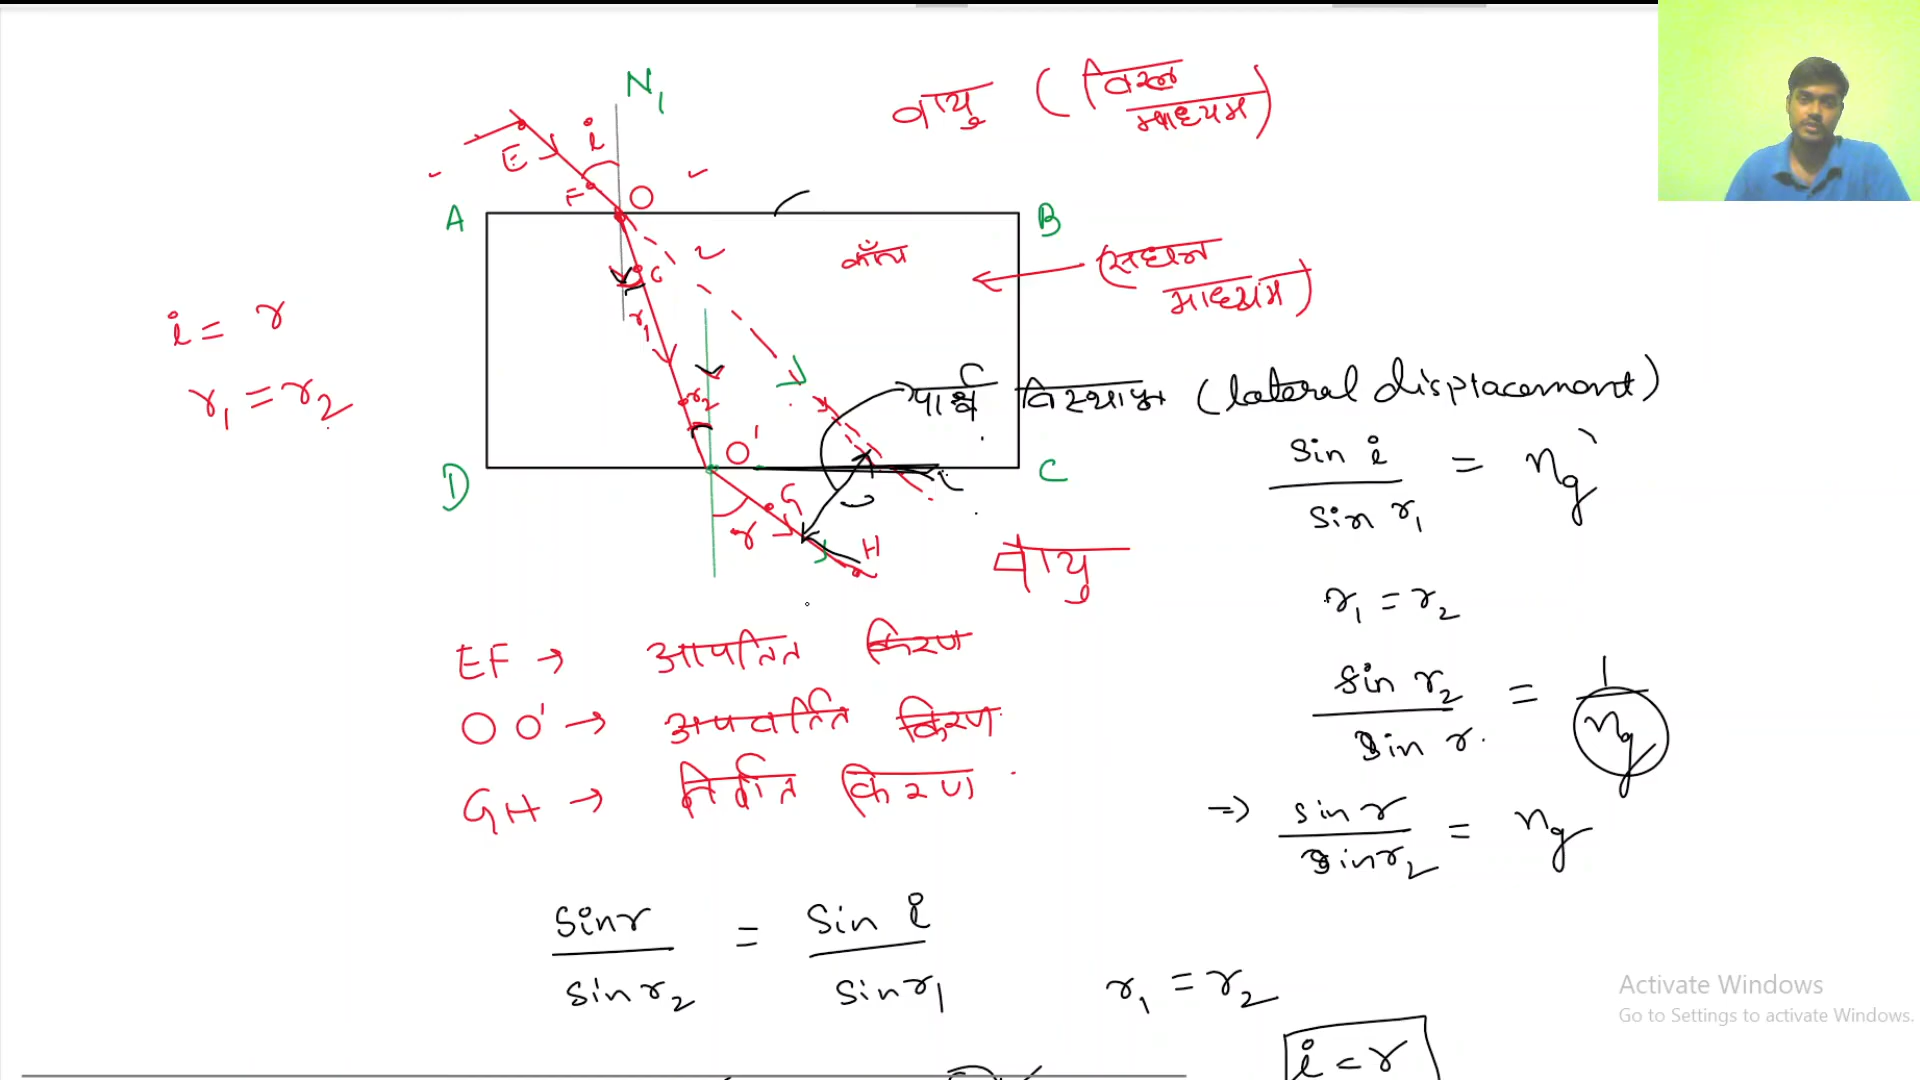 N1
वायु (विरल
माध्यम)
E i
F O
A B
काँच
(सघन
माध्यम)
r1
i = r
r1 = r2
r2
O'
पार्श्व विस्थापन (lateral displacement)
D C
G
r H
वायु
sin i / sin r1 = ng
r1 = r2
EF → आपतित किरण
OO' → अपवर्तित किरण
GH → निर्गत किरण
sin r2 / sin r = 1 / ng
⇒ sin r / sin r2 = ng
sin r / sin r2 = sin i / sin r1
r1 = r2
i = r
Activate Windows
Go to Settings to activate Windows.